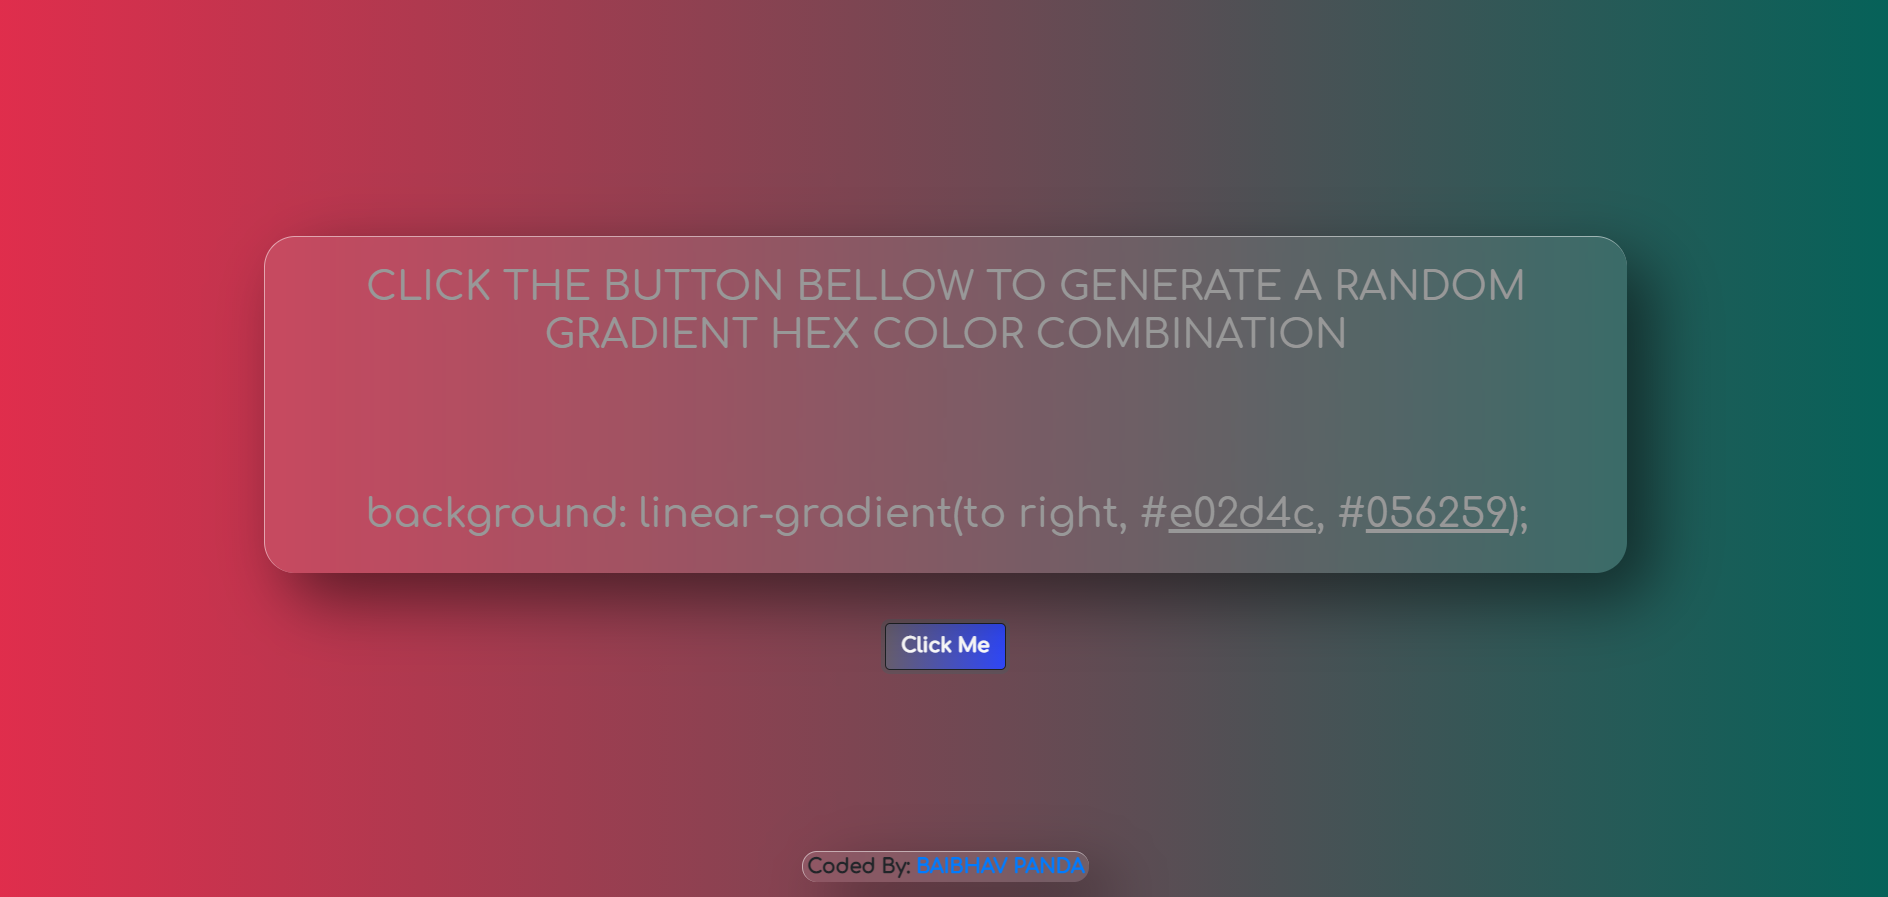 CLICK THE BUTTON BELLOW TO GENERATE A RANDOM
GRADIENT HEX COLOR COMBINATION
background: linear-gradient(to right, #e02d4c, #056259);
Click Me
Coded By: BAIBHAV PANDA